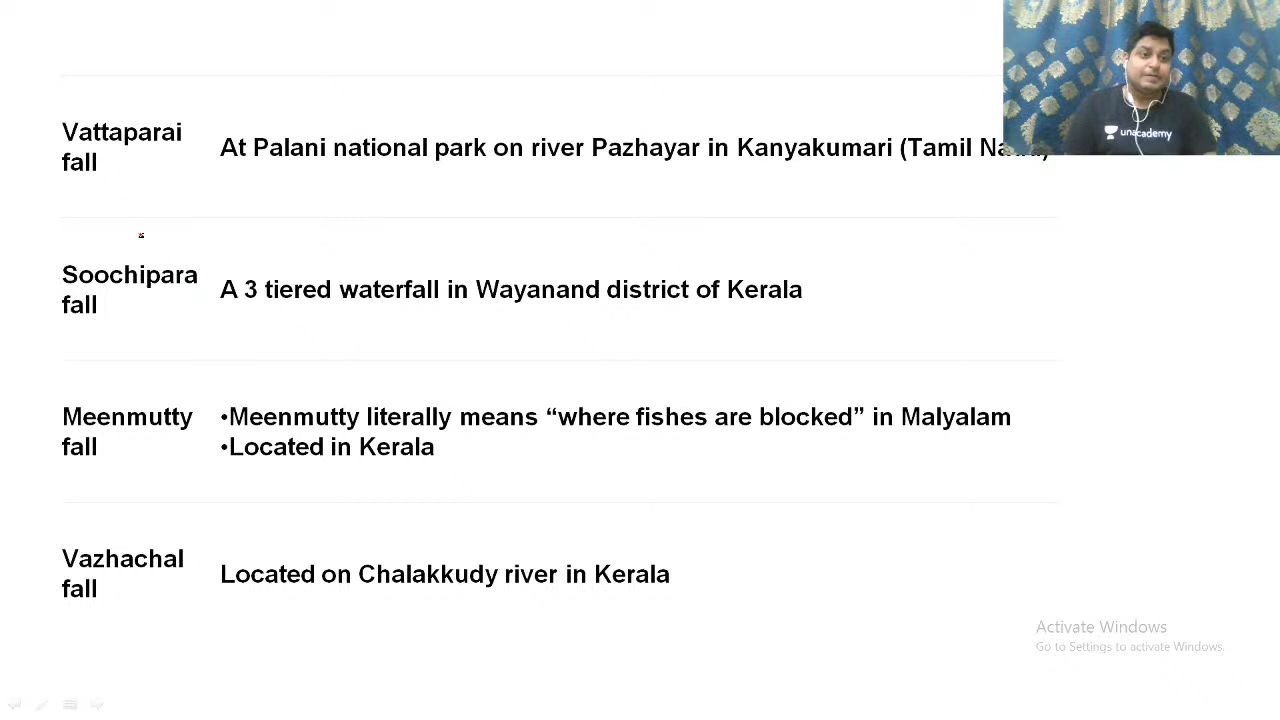 Vattaparai
fall
At Palani national park on river Pazhayar in Kanyakumari (Tamil
Soochipara
fall
A 3 tiered waterfall in Wayanand district of Kerala
Meenmutty
fall
•Meenmutty literally means “where fishes are blocked” in Malyalam
•Located in Kerala
Vazhachal
fall
Located on Chalakkudy river in Kerala
unacademy
Activate Windows
Go to Settings to activate Windows.